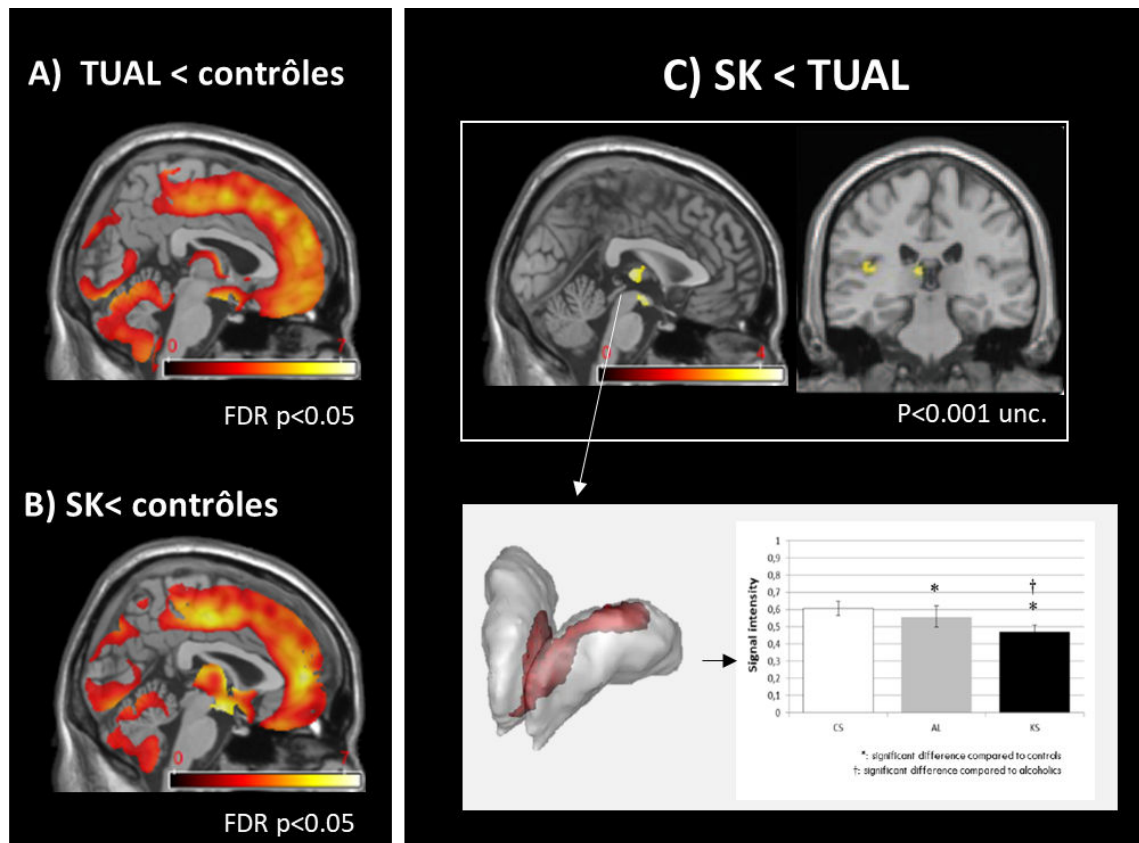 A) TUAL < contrôles
0
7
FDR p<0.05
B) SK< contrôles
0
7
FDR p<0.05
C) SK < TUAL
0
4
P<0.001 unc.
Signal intensity
1
0,9
0,8
0,7
0,6
0,5
0,4
0,3
0,2
0,1
0
*
†
*
CS
AL
KS
*: significant difference compared to controls
†: significant difference compared to alcoholics